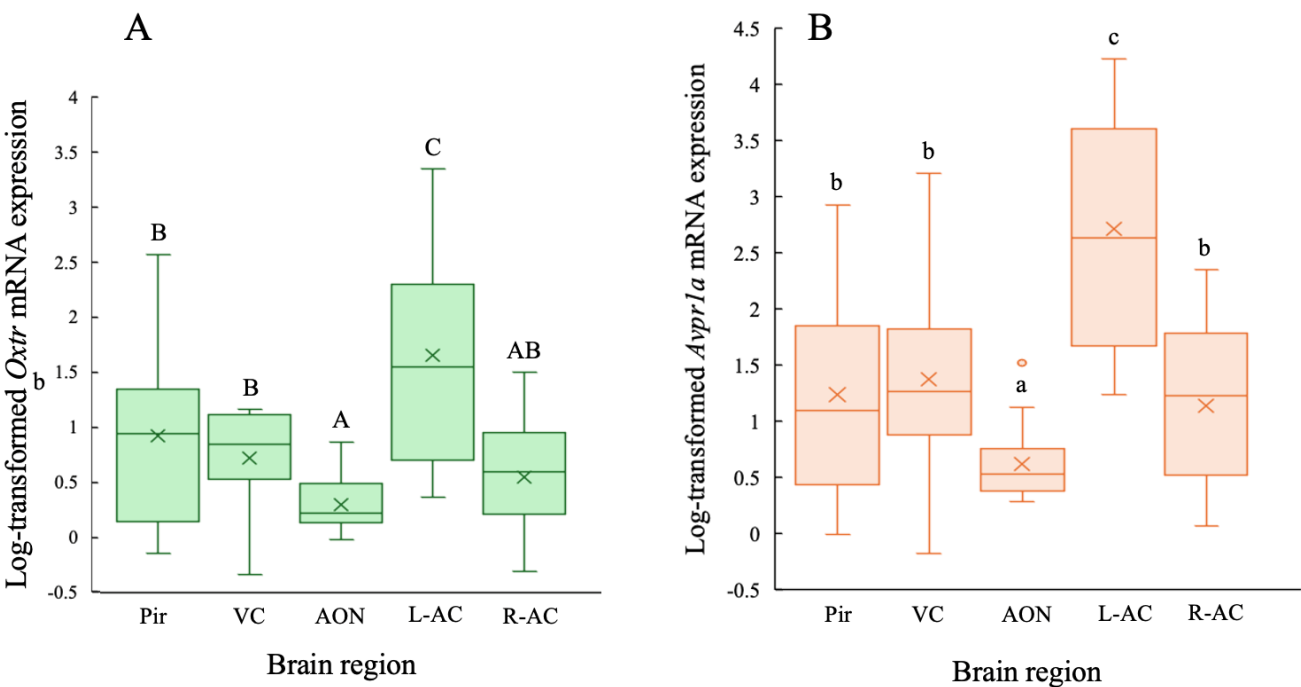 A
Log-transformed Oxtr mRNA expression
b
4
3.5
3
2.5
2
1.5
1
0.5
0
-0.5
B
B
A
C
AB
Pir VC AON L-AC R-AC
Brain region
B
Log-transformed Avpr1a mRNA expression
4.5
4
3.5
3
2.5
2
1.5
1
0.5
0
-0.5
b
b
a
c
b
Pir VC AON L-AC R-AC
Brain region